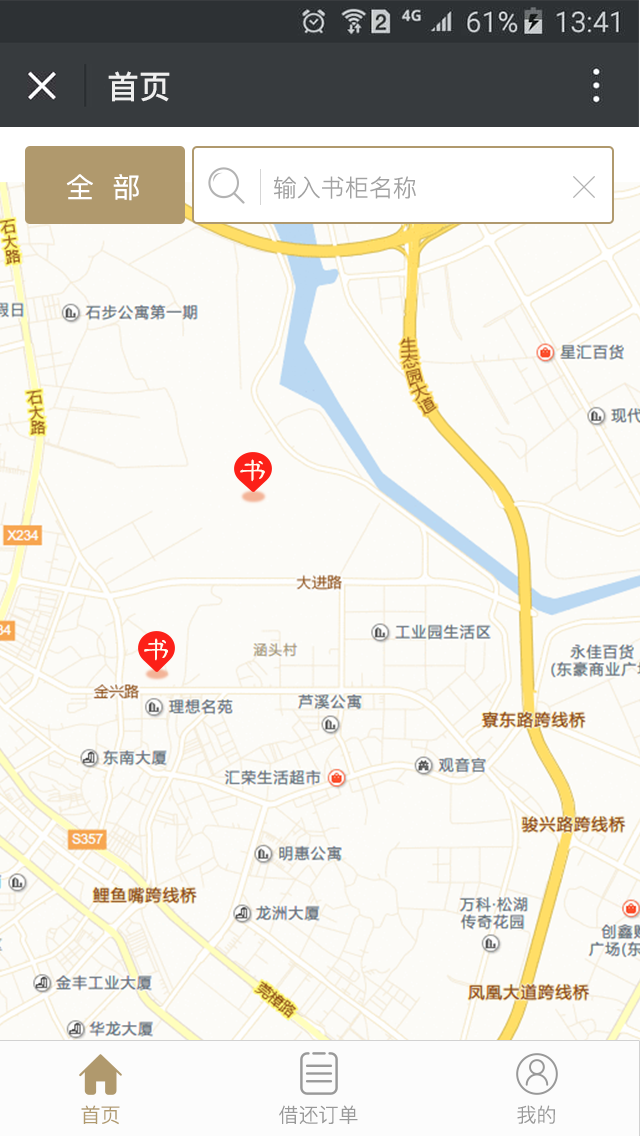 2 4G 61% 13:41
首页
全 部
输入书柜名称
石大路
假日
石步公寓第一期
星汇百货
生态园大道
石大路
现代
书
X234
大进路
工业园生活区
书
涵头村
永佳百货
(东豪商业广场
金兴路
理想名苑
芦溪公寓
寮东路跨线桥
东南大厦
汇荣生活超市
观音宫
骏兴路跨线桥
S357
明惠公寓
鲤鱼嘴跨线桥
龙洲大厦
万科·松湖
传奇花园
创鑫购
广场(东
金丰工业大厦
莞樟路
凤凰大道跨线桥
华龙大厦
首页
借还订单
我的